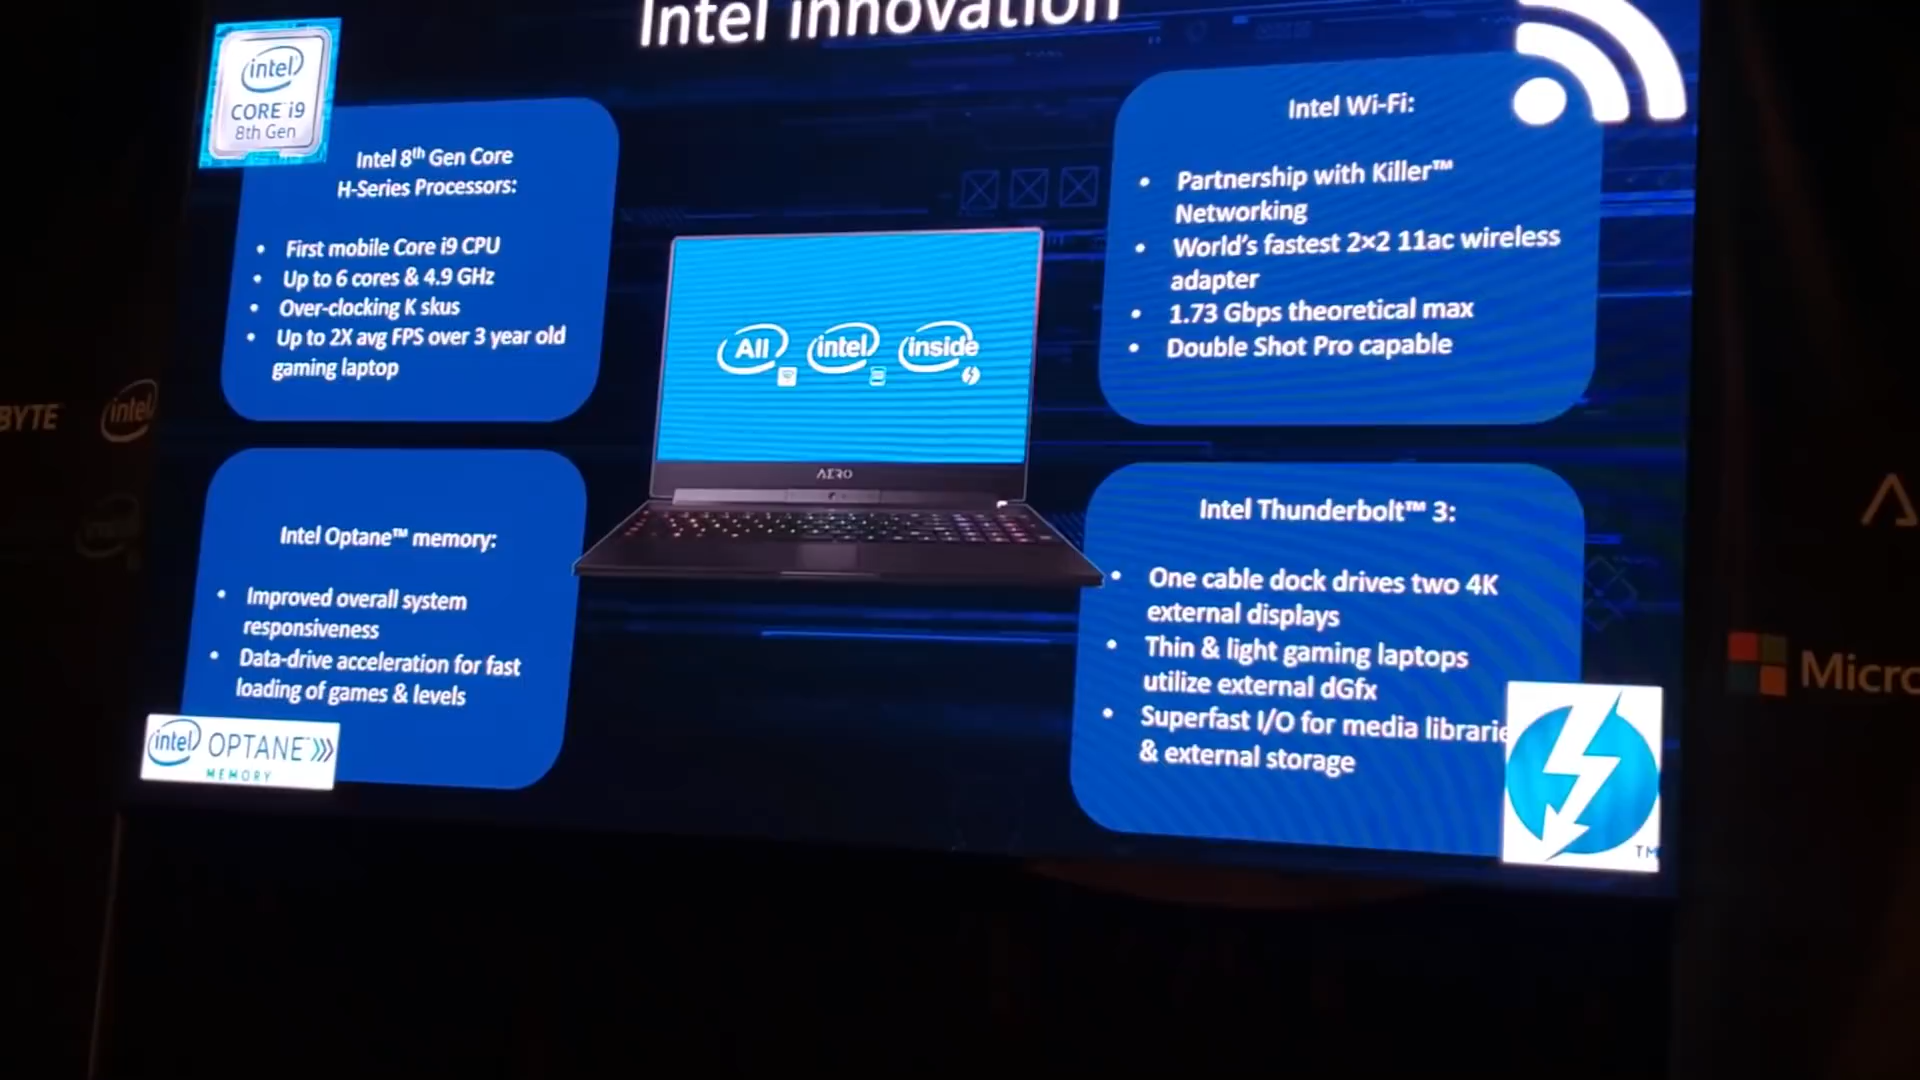 Intel innovation
intel
CORE i9
8th Gen
Intel 8th Gen Core
H-Series Processors:
• First mobile Core i9 CPU
• Up to 6 cores & 4.9 GHz
• Over-clocking K skus
• Up to 2X avg FPS over 3 year old
gaming laptop
Intel Wi-Fi:
• Partnership with Killer™
Networking
• World's fastest 2×2 11ac wireless
adapter
• 1.73 Gbps theoretical max
• Double Shot Pro capable
All intel inside
AERO
BYTE intel
Intel Optane™ memory:
• Improved overall system
responsiveness
• Data-drive acceleration for fast
loading of games & levels
intel OPTANE™
MEMORY
Intel Thunderbolt™ 3:
• One cable dock drives two 4K
external displays
• Thin & light gaming laptops
utilize external dGfx
• Superfast I/O for media librarie
& external storage
TM
Micro